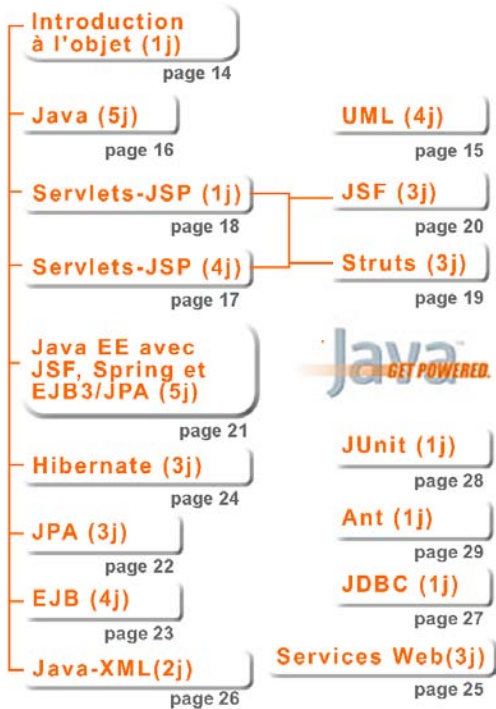 Introduction
à l'objet (1j)
page 14
Java (5j)
page 16
UML (4j)
page 15
Servlets-JSP (1j)
page 18
JSF (3j)
page 20
Servlets-JSP (4j)
page 17
Struts (3j)
page 19
Java EE avec
JSF, Spring et
EJB3/JPA (5j)
page 21
Java™
GET POWERED.
Hibernate (3j)
page 24
JUnit (1j)
page 28
JPA (3j)
page 22
Ant (1j)
page 29
EJB (4j)
page 23
JDBC (1j)
page 27
Java-XML(2j)
page 26
Services Web(3j)
page 25